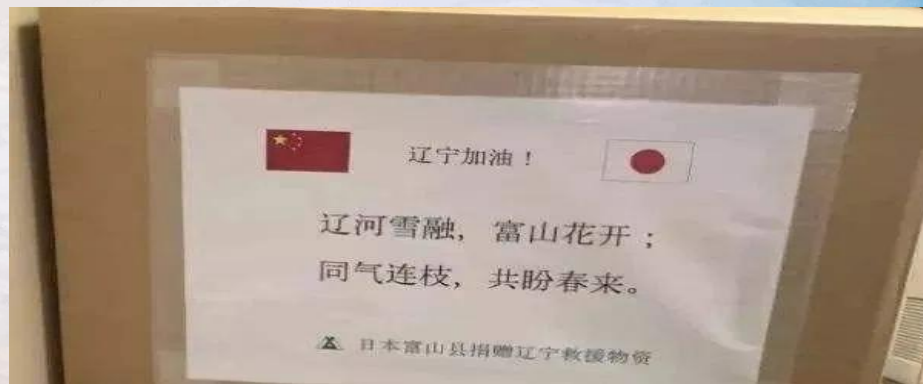 辽宁加油！
辽河雪融，富山花开；
同气连枝，共盼春来。
日本富山县捐赠辽宁救援物资